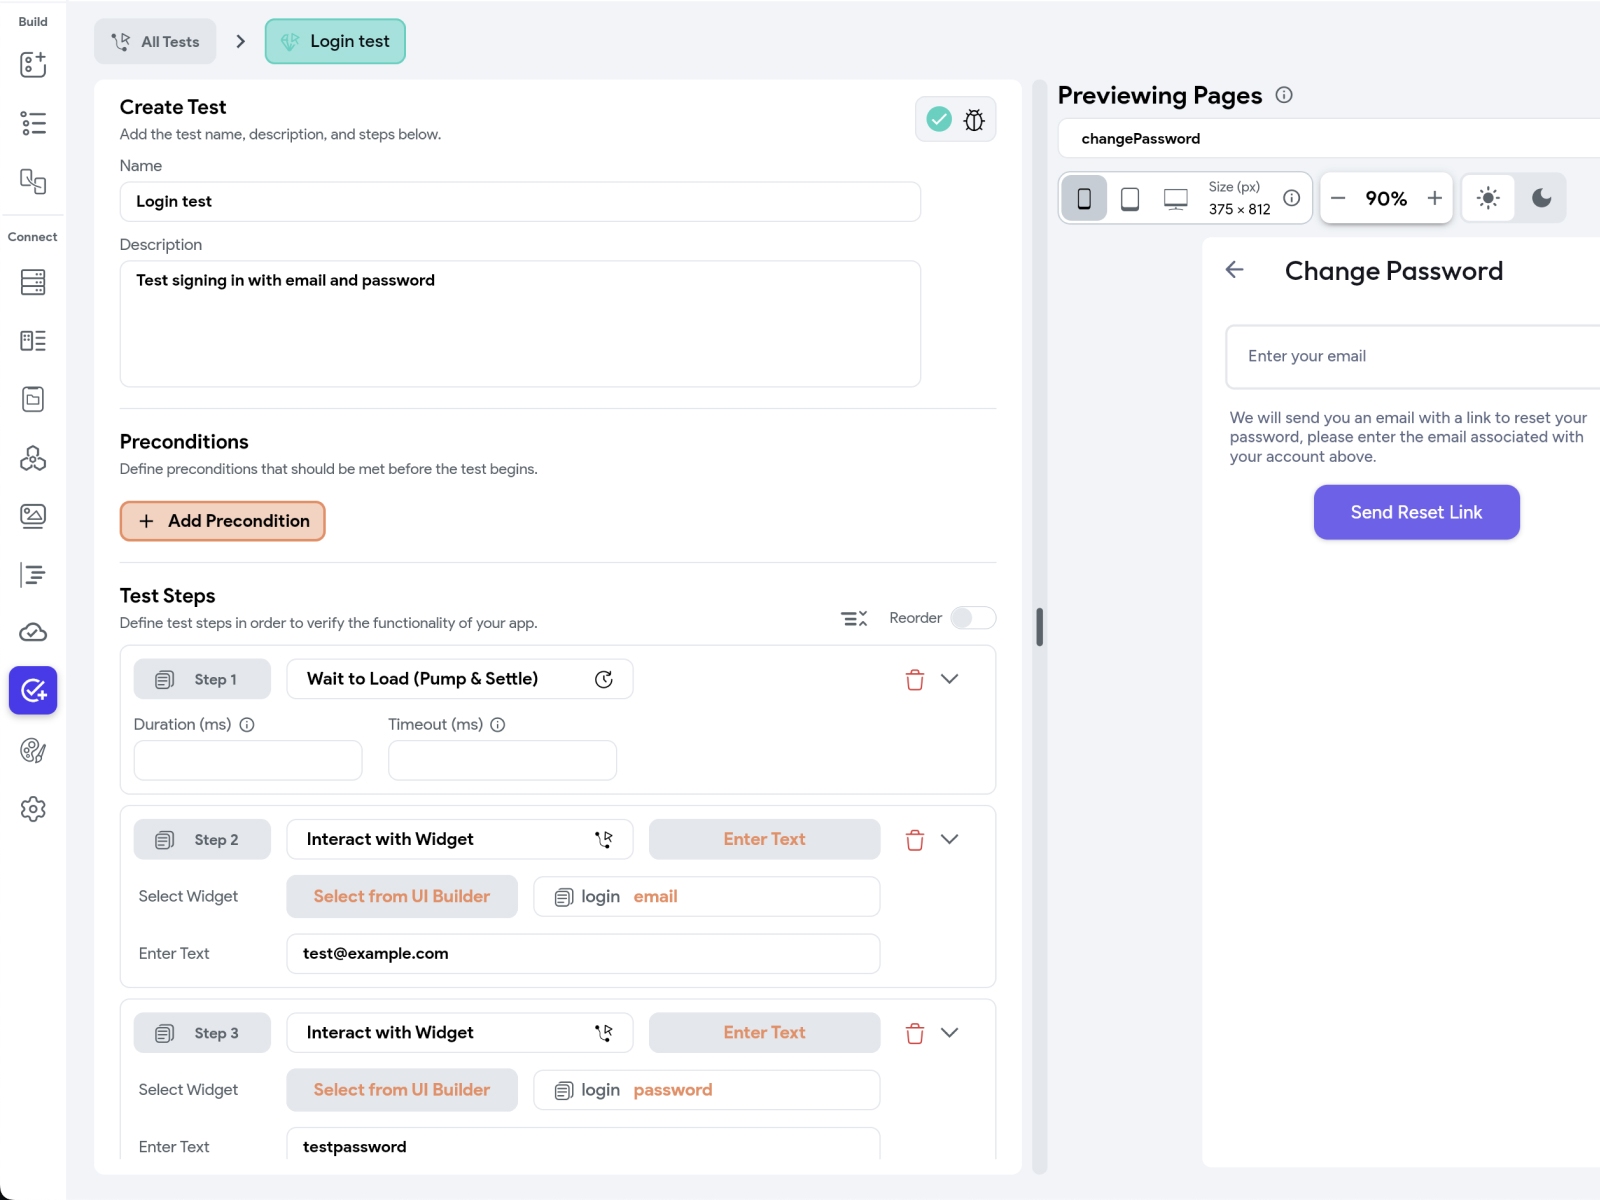 Build
All Tests
Login test
Create Test
Add the test name, description, and steps below.
Name
Login test
Description
Test signing in with email and password
Preconditions
Define preconditions that should be met before the test begins.
+ Add Precondition
Test Steps
Define test steps in order to verify the functionality of your app.
Reorder
Step 1
Wait to Load (Pump & Settle)
Duration (ms)
Timeout (ms)
Step 2
Interact with Widget
Enter Text
Select Widget
Select from UI Builder
login email
Enter Text
test@example.com
Step 3
Interact with Widget
Enter Text
Select Widget
Select from UI Builder
login password
Enter Text
testpassword
Connect
Previewing Pages
changePassword
Size (px)
375 × 812
90%
Change Password
Enter your email
We will send you an email with a link to reset your
password, please enter the email associated with
your account above.
Send Reset Link